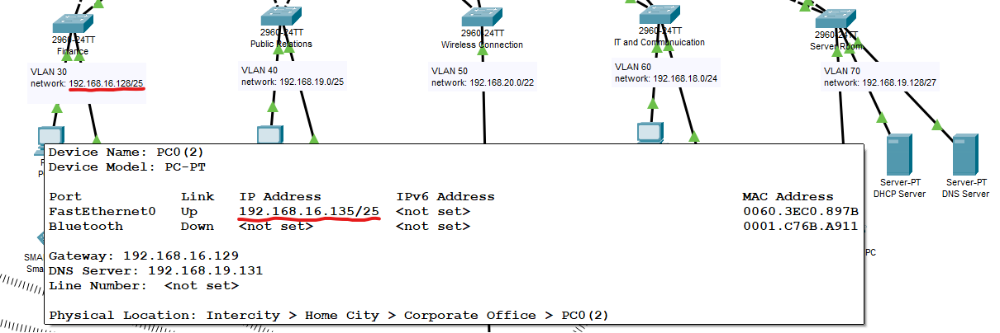 2960-24TT
Finance
2960-24TT
Public Relations
2960-24TT
Wireless Connection
2960-24TT
IT and Communication
2960-24TT
Server Room
VLAN 30
network: 192.168.16.128/25
VLAN 40
network: 192.168.19.0/25
VLAN 50
network: 192.168.20.0/22
VLAN 60
network: 192.168.18.0/24
VLAN 70
network: 192.168.19.128/27
Server-PT
DHCP Server
Server-PT
DNS Server
Device Name: PC0(2)
Device Model: PC-PT
Port Link IP Address IPv6 Address MAC Address
FastEthernet0 Up 192.168.16.135/25 <not set> 0060.3EC0.897B
Bluetooth Down <not set> <not set> 0001.C76B.A911
Gateway: 192.168.16.129
DNS Server: 192.168.19.131
Line Number: <not set>
Physical Location: Intercity > Home City > Corporate Office > PC0(2)
SMA
Sma
PC